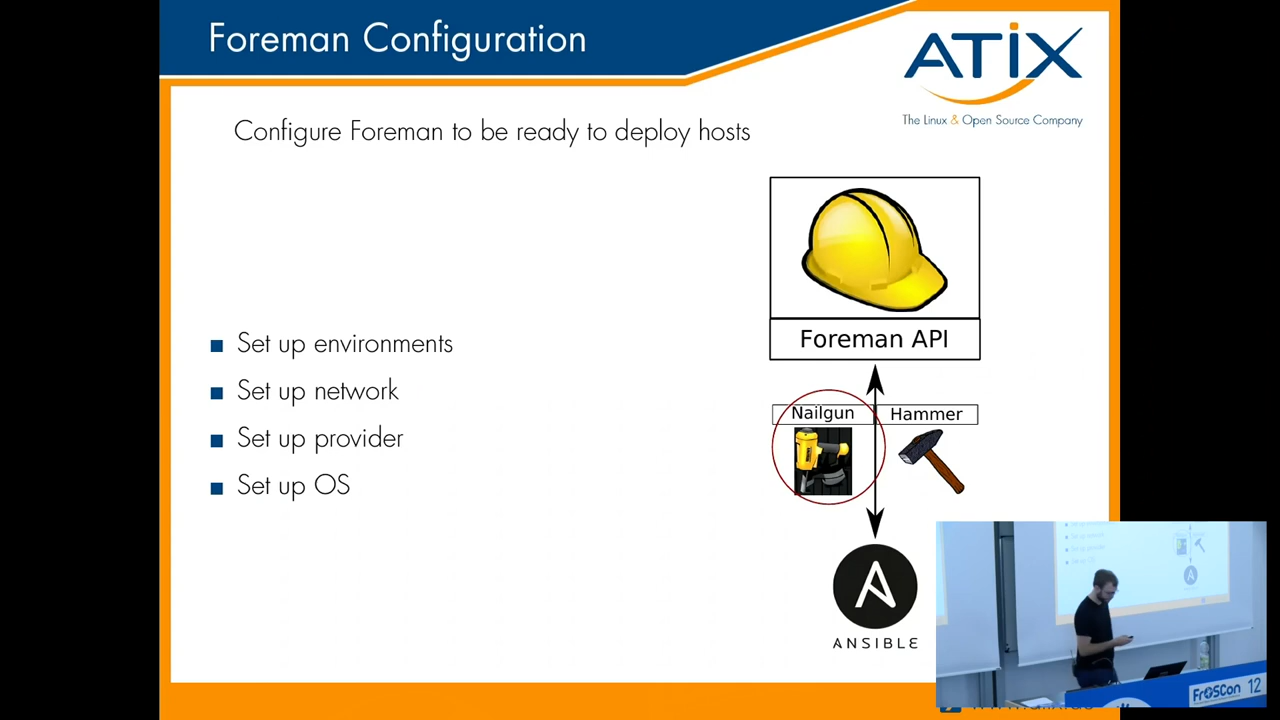 Foreman Configuration
ATIX
The Linux & Open Source Company
Configure Foreman to be ready to deploy hosts
Set up environments
Set up network
Set up provider
Set up OS
Foreman API
Nailgun
Hammer
ANSIBLE
FrOSCon 12